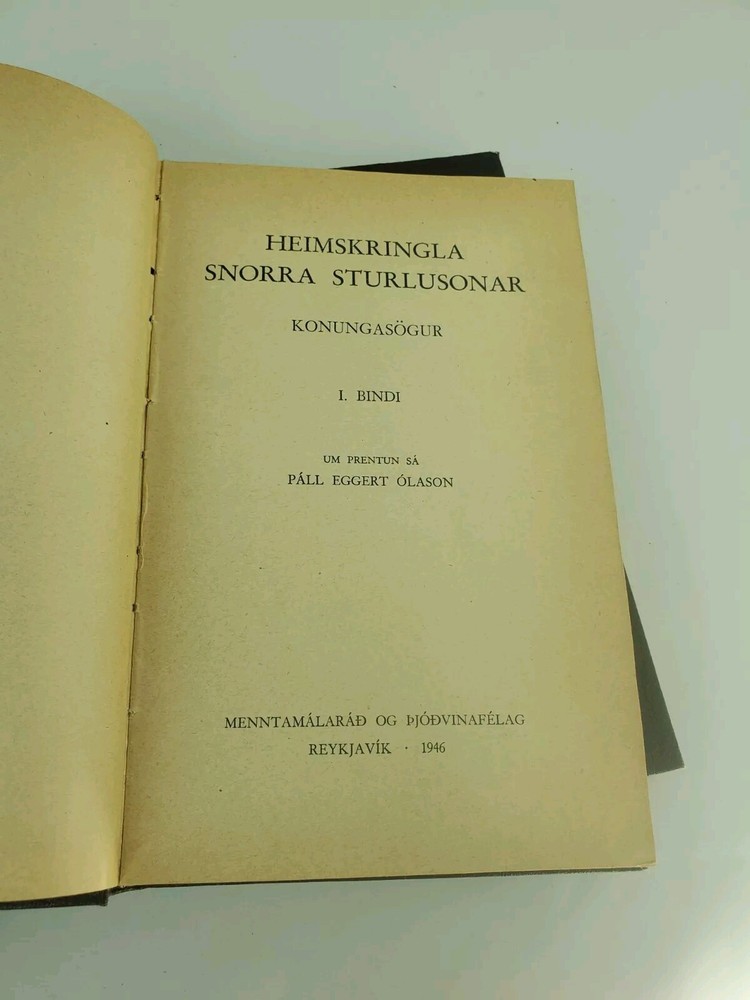 HEIMSKRINGLA
SNORRA STURLUSONAR
KONUNGASÖGUR
I. BINDI
UM PRENTUN SÁ
PÁLL EGGERT ÓLASON
MENNTAMÁLARÁÐ OG ÞJÓÐVINAFÉLAG
REYKJAVÍK · 1946